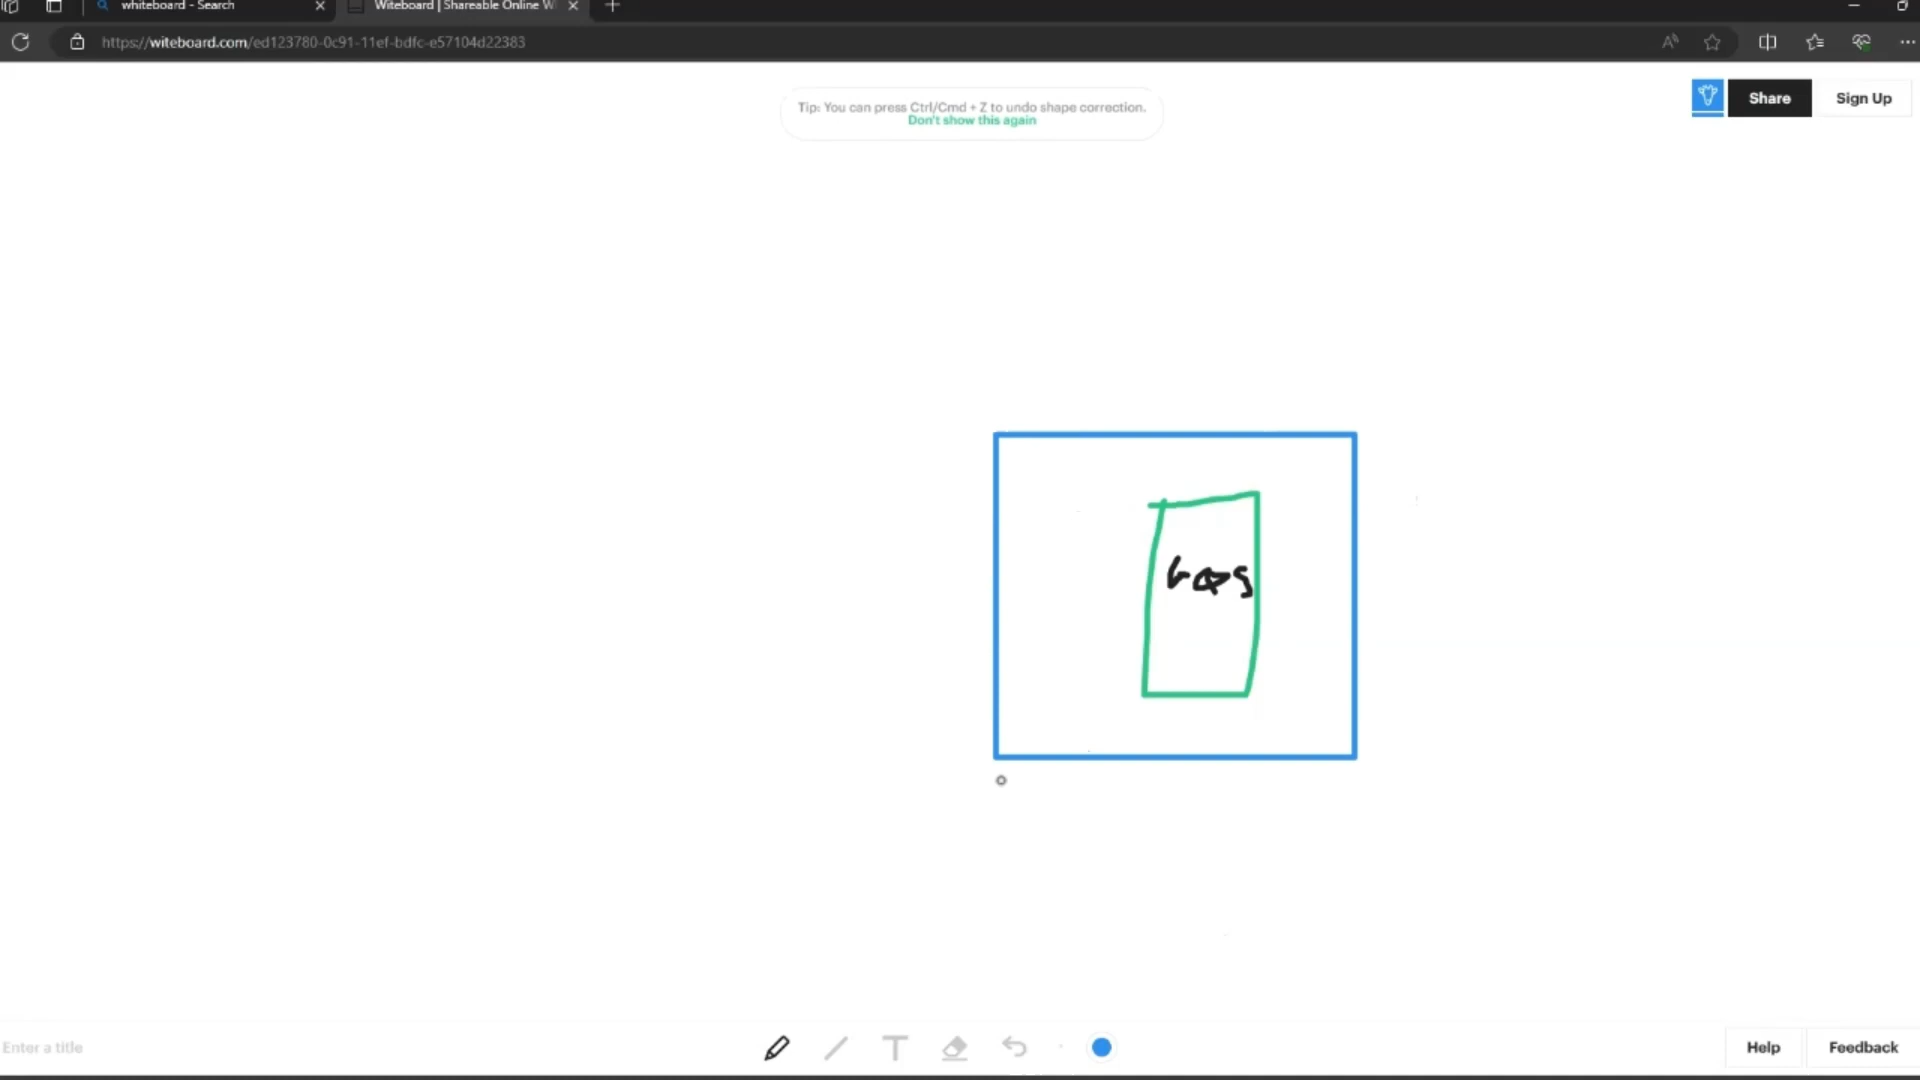 whiteboard - Search
Witeboard | Shareable Online W
https://witeboard.com/ed123780-0c91-11ef-bdfc-e57104d22383
Tip: You can press Ctrl/Cmd + Z to undo shape correction.
Don't show this again
Share
Sign Up
Enter a title
Help
Feedback